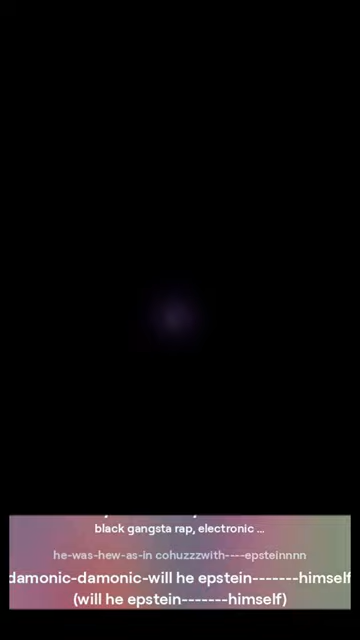 black gangsta rap, electronic ...
he-was-hew-as-in cohuzzzwith----epsteinnnn
damonic-damonic-will he epstein-------himself
(will he epstein-------himself)